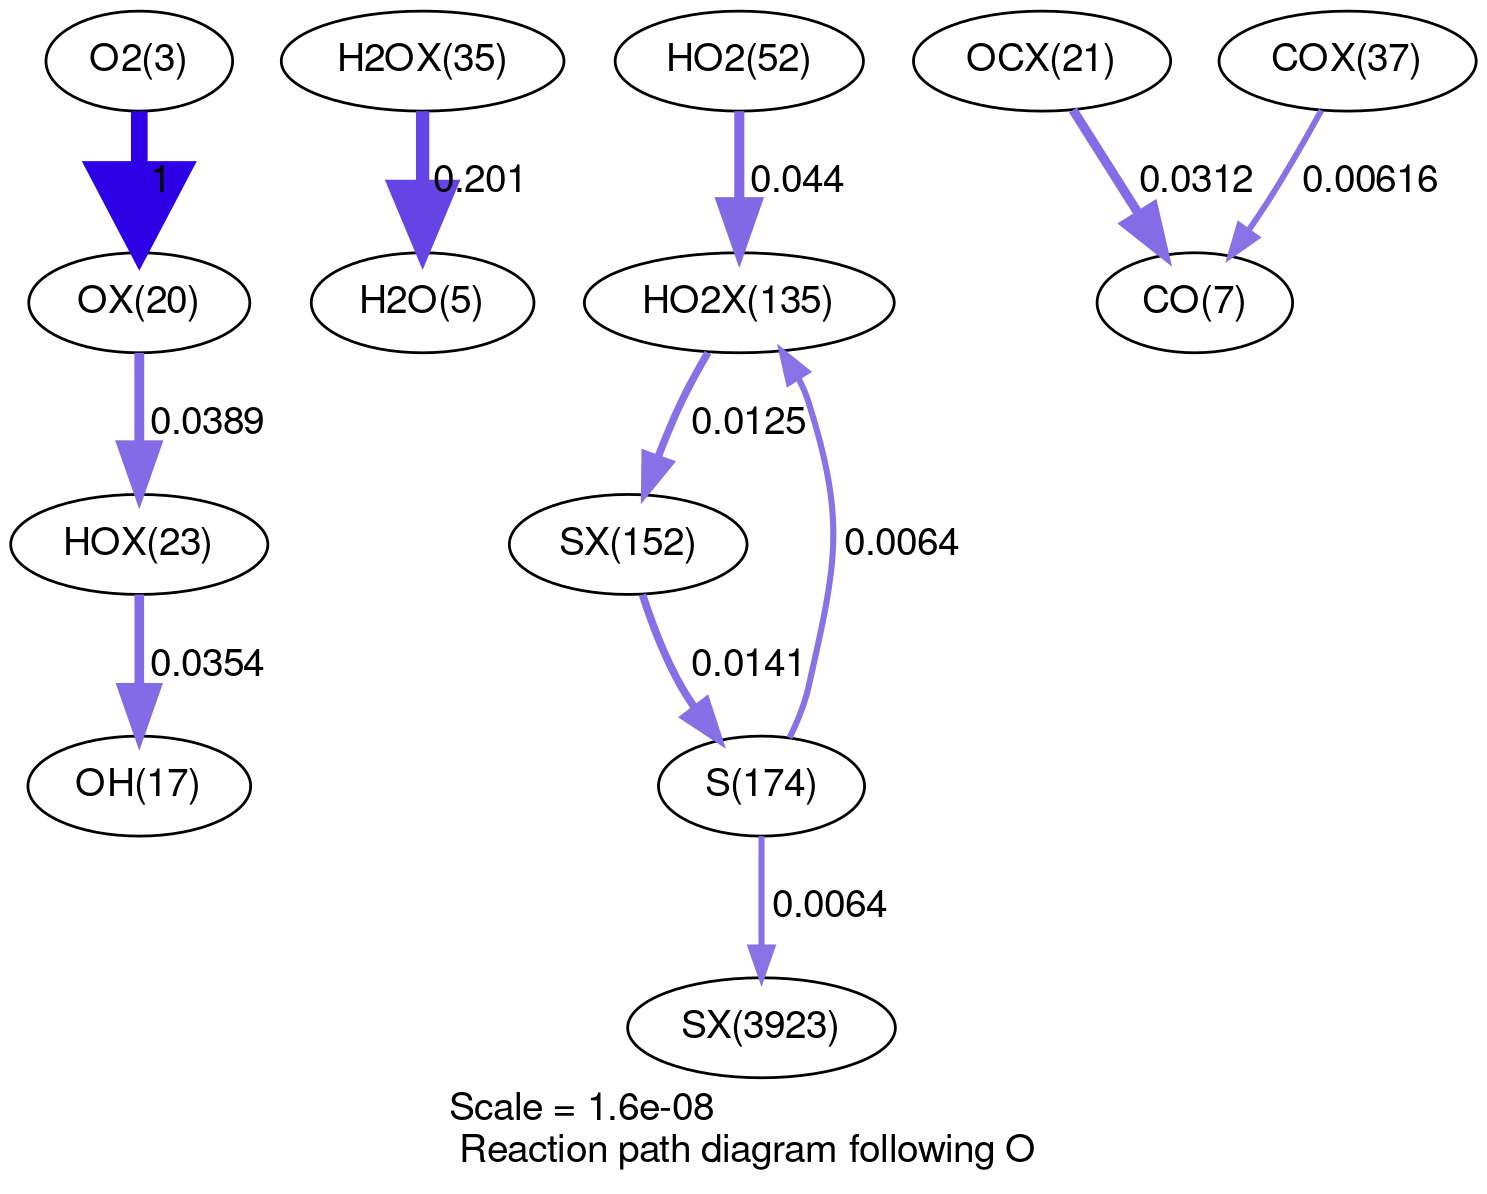 O2(3)
H2OX(35)
HO2(52)
OCX(21)
COX(37)
1
0.201
0.044
0.0312
0.00616
OX(20)
H2O(5)
HO2X(135)
CO(7)
0.0389
0.0125
HOX(23)
SX(152)
0.0064
0.0354
0.0141
OH(17)
S(174)
0.0064
SX(3923)
Scale = 1.6e-08
Reaction path diagram following O